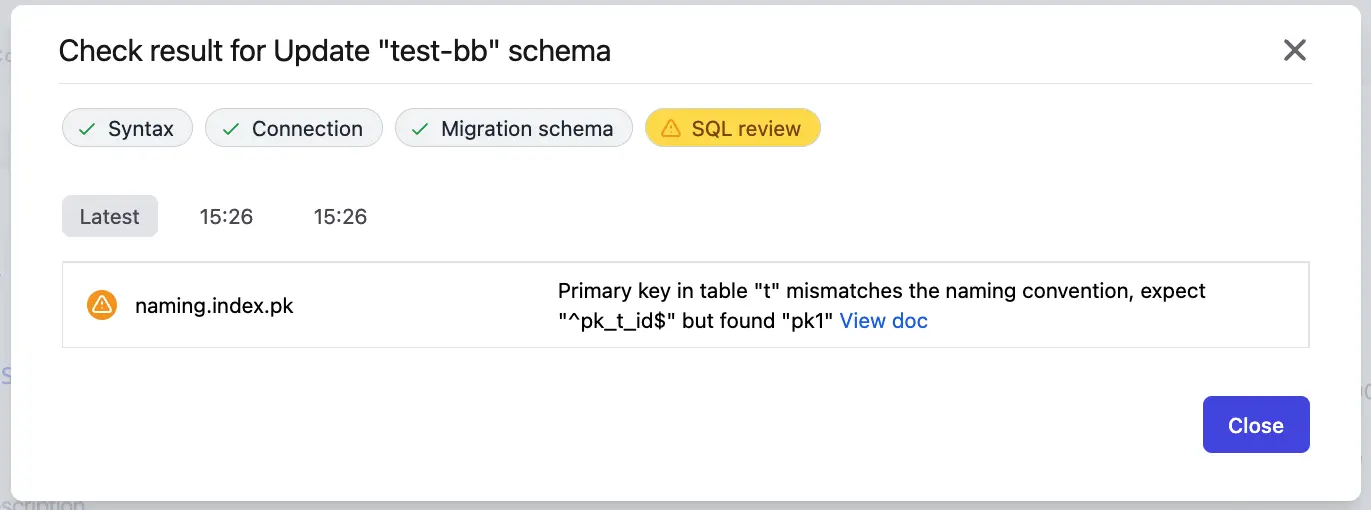 Check result for Update "test-bb" schema
Syntax
Connection
Migration schema
SQL review
Latest
15:26
15:26
naming.index.pk
Primary key in table "t" mismatches the naming convention, expect
"^pk_t_id$" but found "pk1" View doc
Close